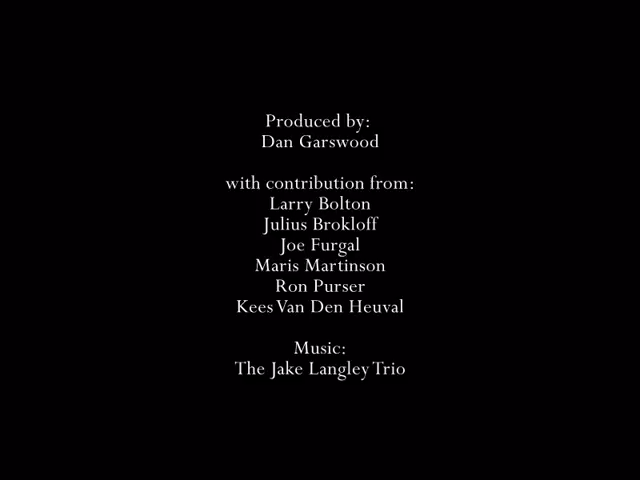 Produced by:
Dan Garswood
with contribution from:
Larry Bolton
Julius Brokloff
Joe Furgal
Maris Martinson
Ron Purser
Kees Van Den Heuval
Music:
The Jake Langley Trio